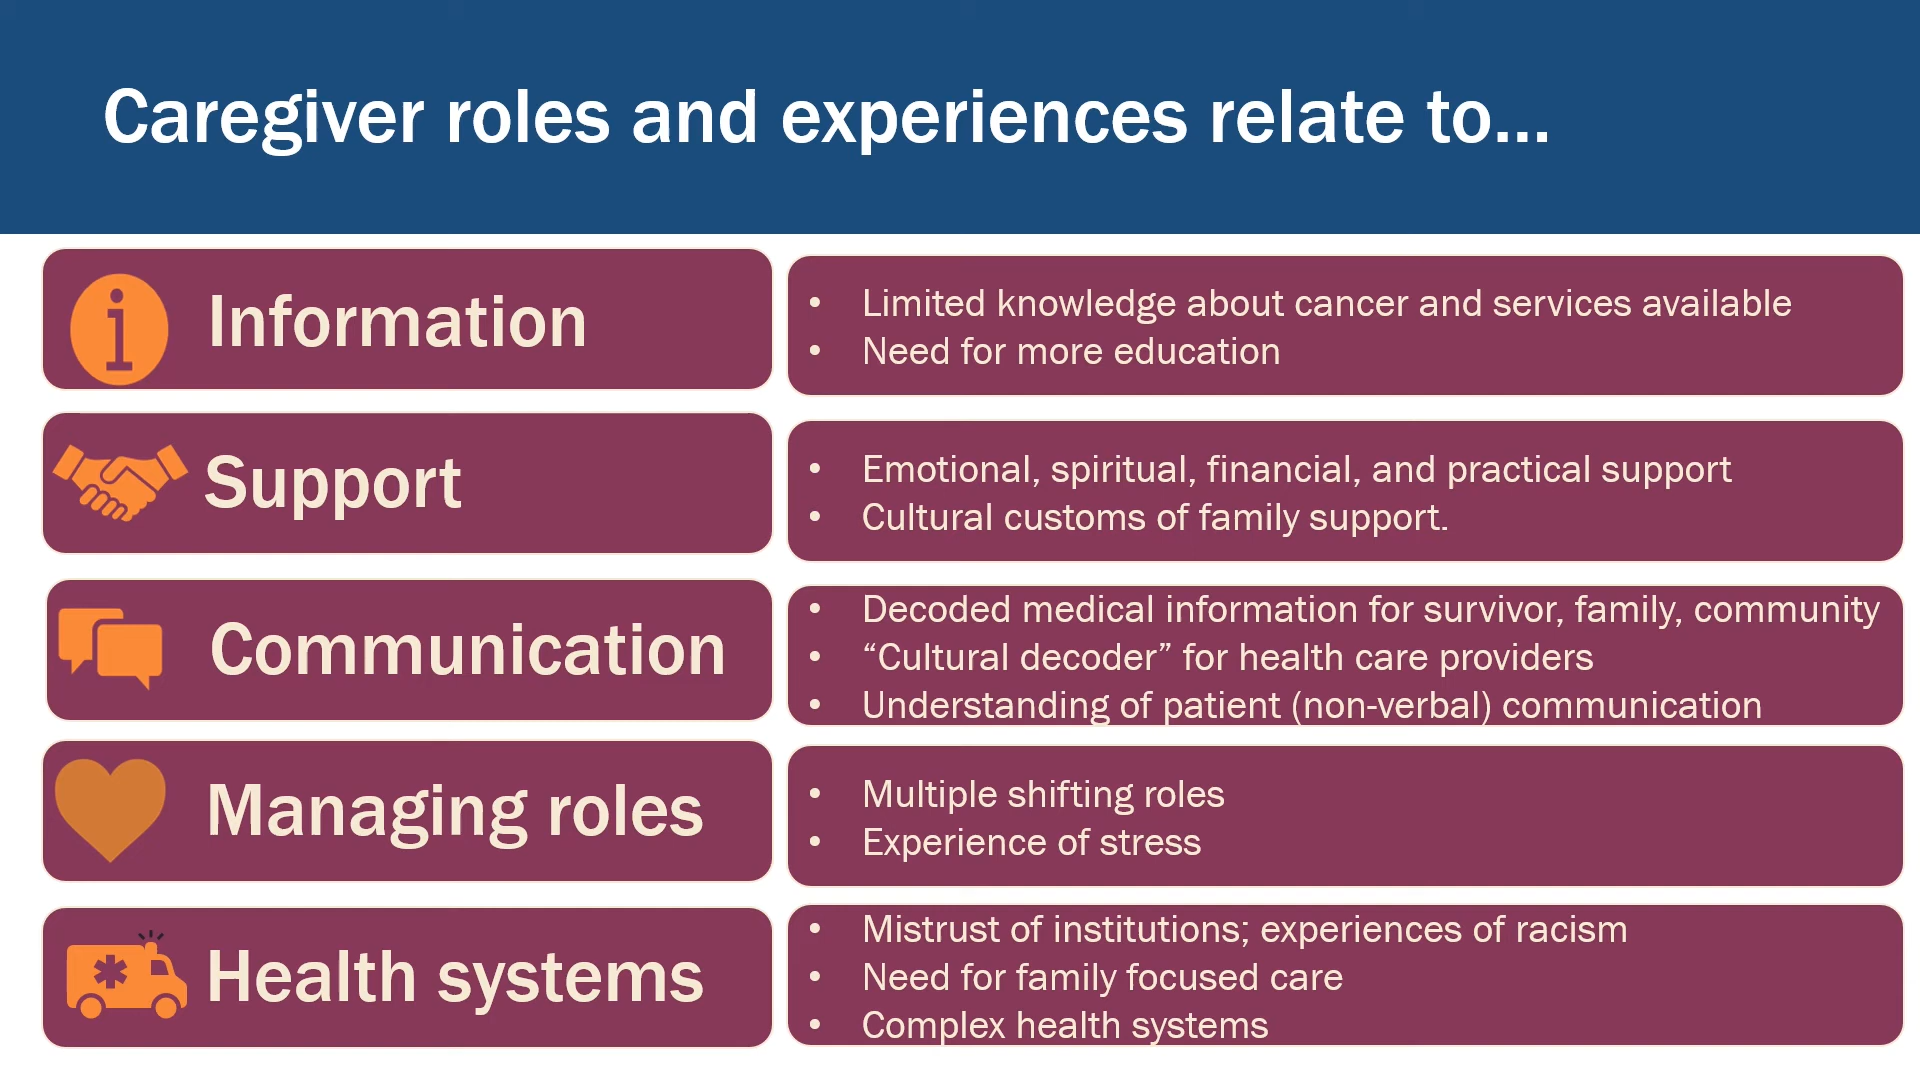 Caregiver roles and experiences relate to...
Information
• Limited knowledge about cancer and services available
• Need for more education
Support
• Emotional, spiritual, financial, and practical support
• Cultural customs of family support.
Communication
• Decoded medical information for survivor, family, community
• “Cultural decoder” for health care providers
• Understanding of patient (non-verbal) communication
Managing roles
• Multiple shifting roles
• Experience of stress
Health systems
• Mistrust of institutions; experiences of racism
• Need for family focused care
• Complex health systems